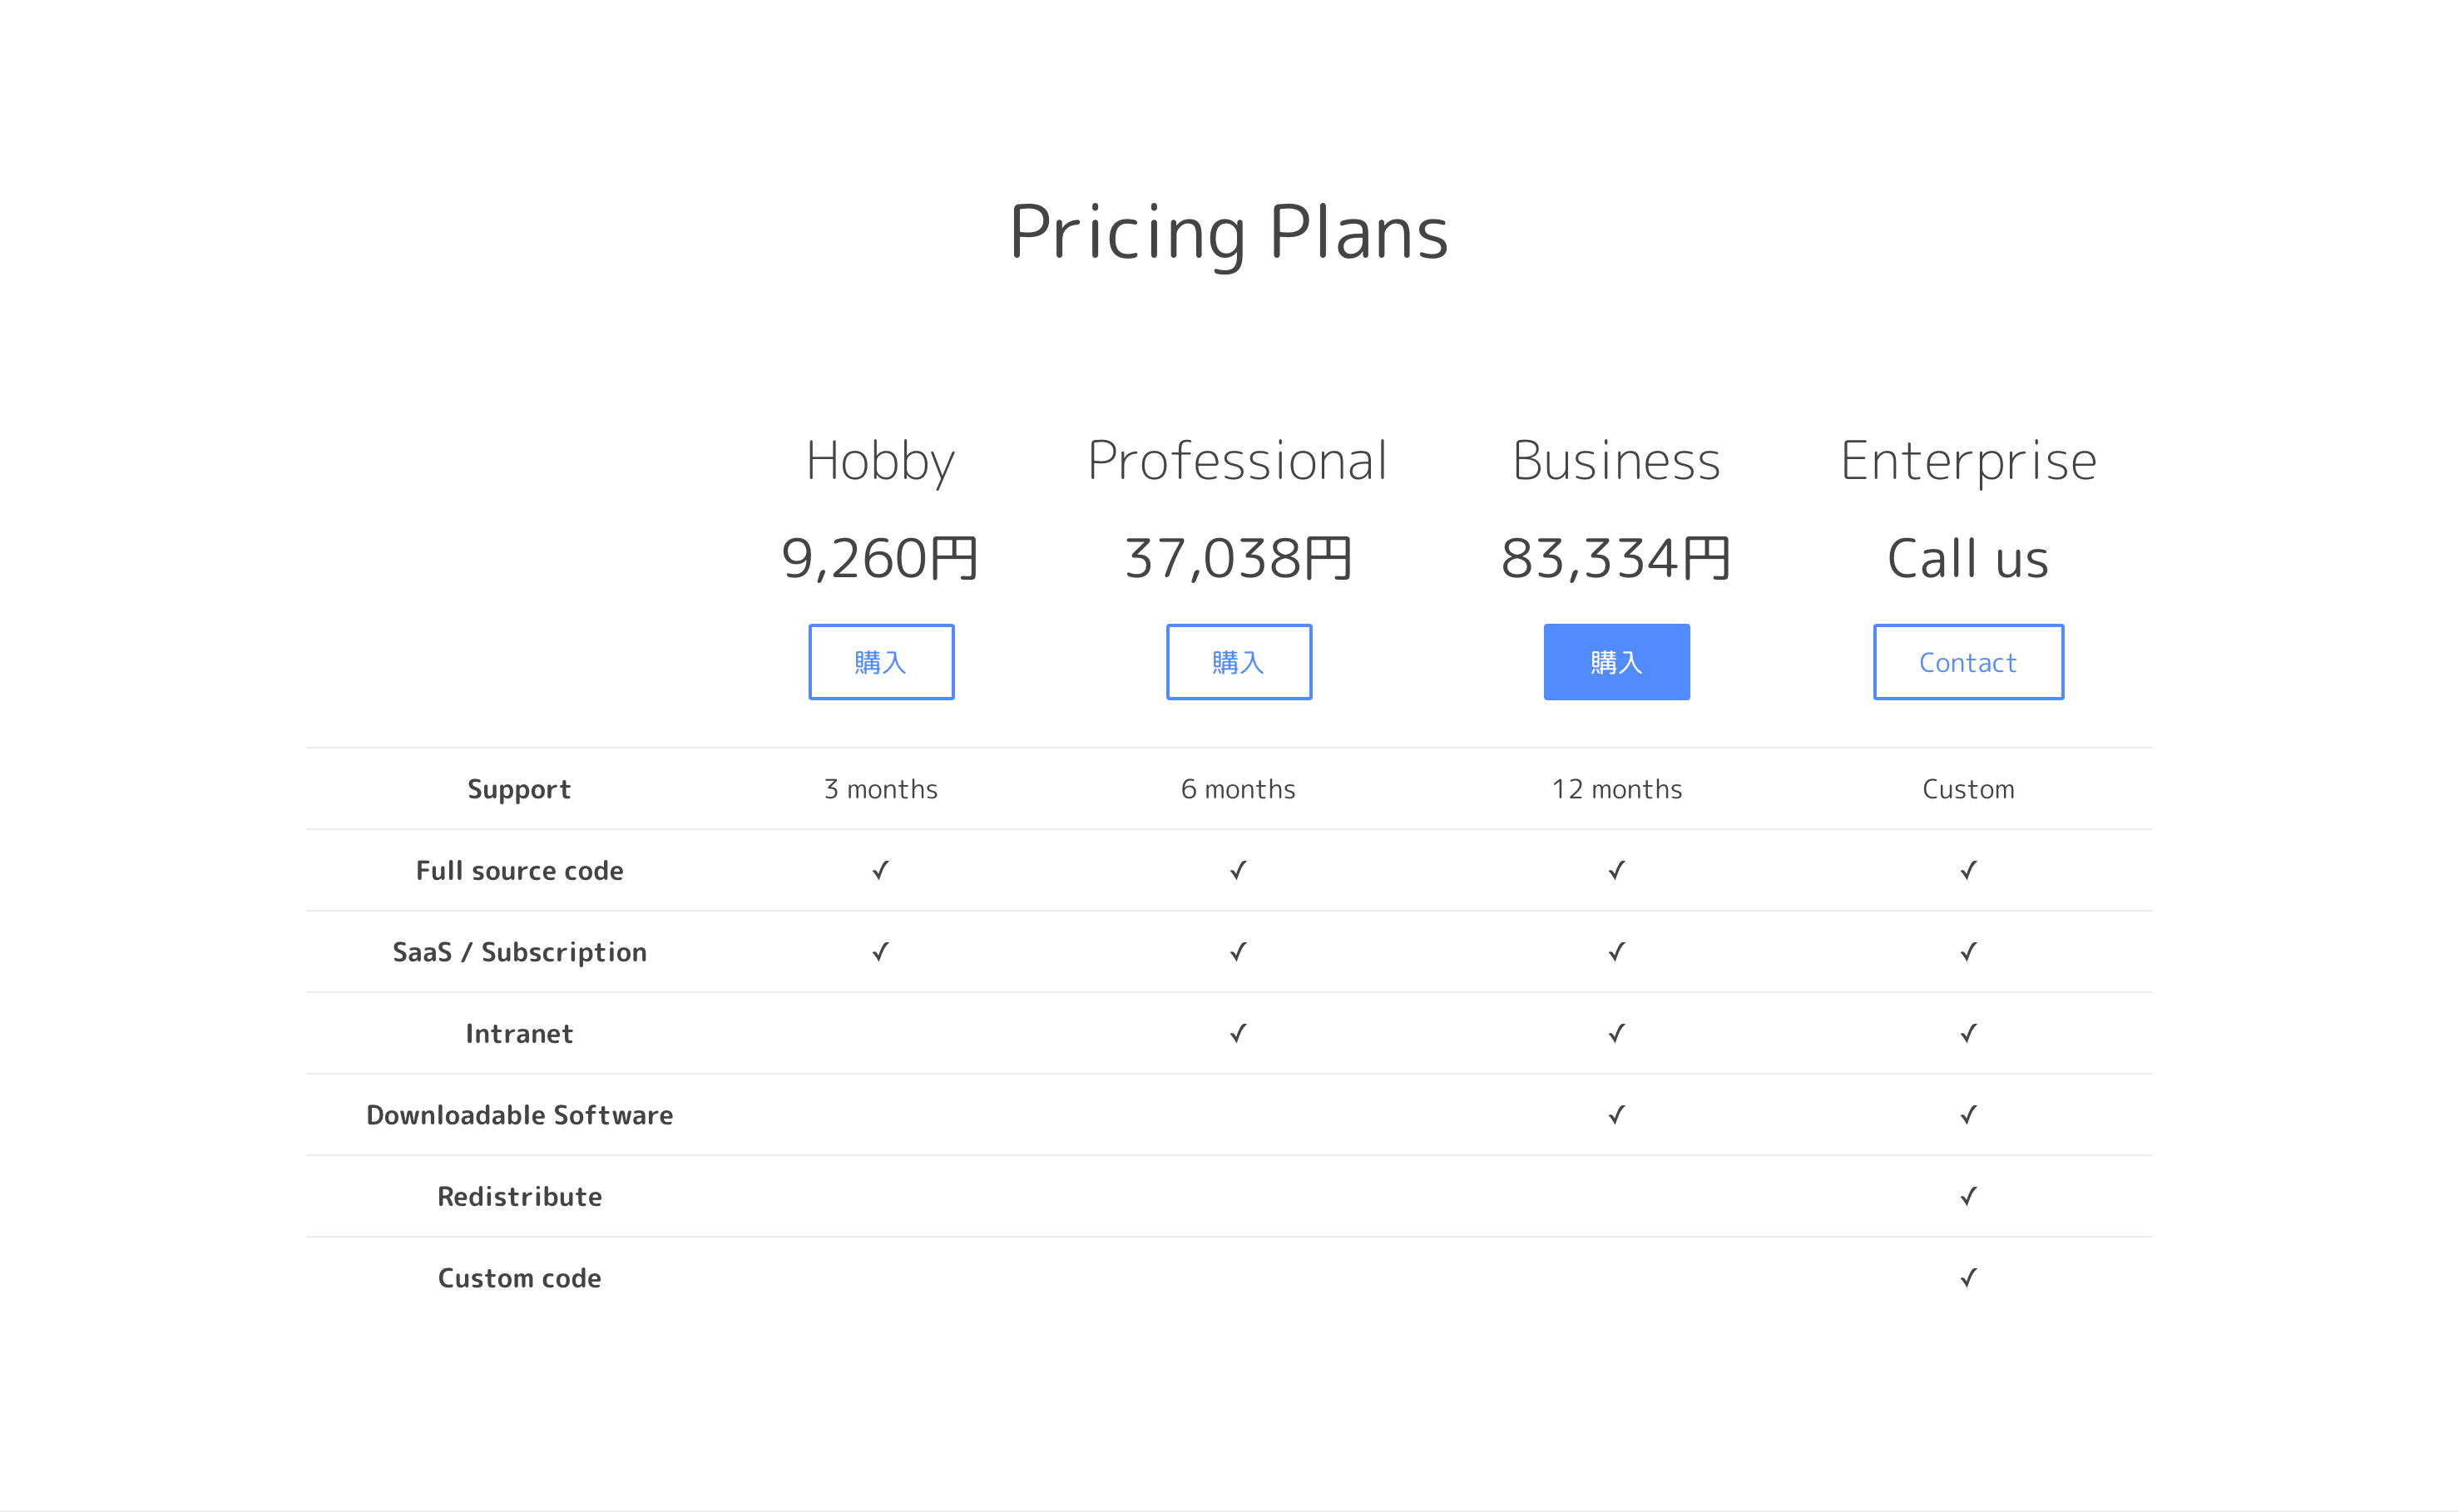 Pricing Plans
Hobby Professional Business Enterprise
9,260円 37,038円 83,334円 Call us
購入 購入 購入 Contact
Support 3 months 6 months 12 months Custom
Full source code ✓ ✓ ✓ ✓
SaaS / Subscription ✓ ✓ ✓ ✓
Intranet ✓ ✓ ✓
Downloadable Software ✓ ✓
Redistribute ✓
Custom code ✓